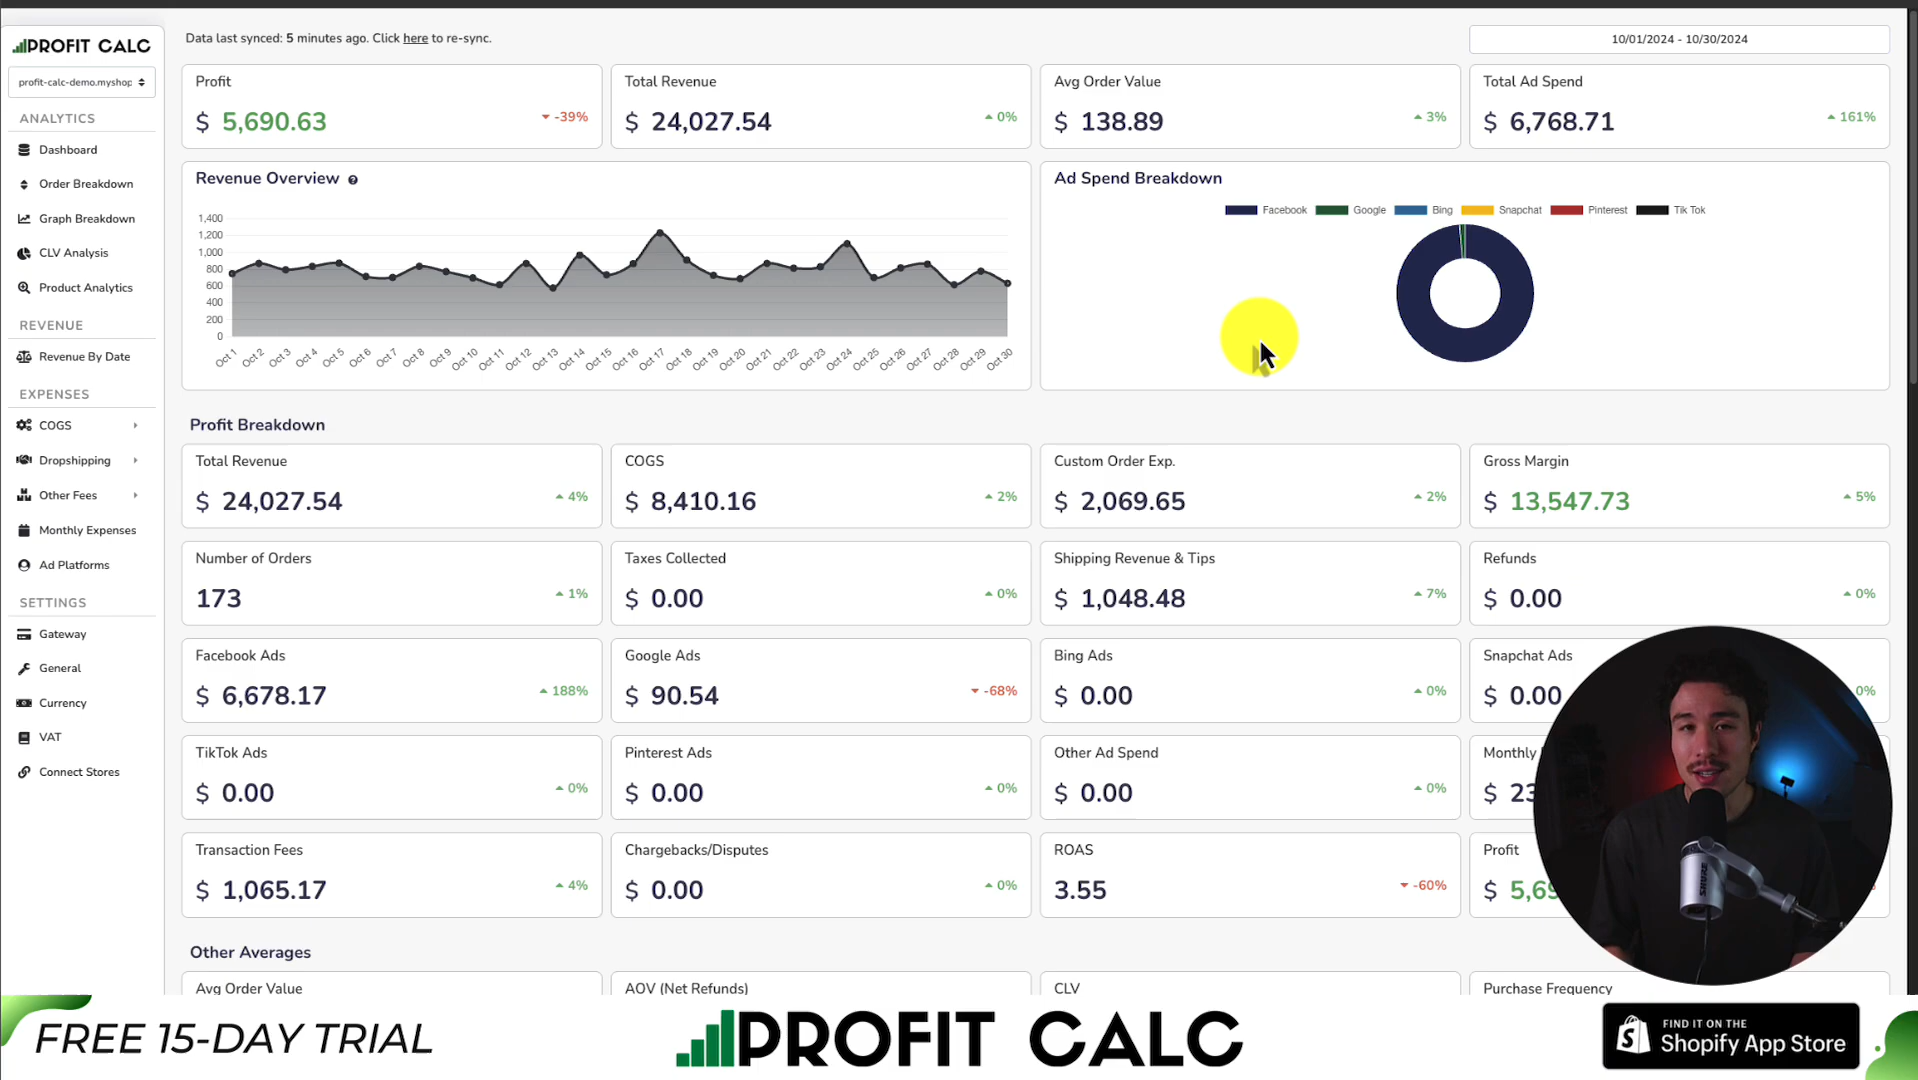 PROFIT CALC
profit-calc-demo.myshop
ANALYTICS
Dashboard
Order Breakdown
Graph Breakdown
CLV Analysis
Product Analytics
REVENUE
Revenue By Date
EXPENSES
COGS
Dropshipping
Other Fees
Monthly Expenses
Ad Platforms
SETTINGS
Gateway
General
Currency
VAT
Connect Stores
Data last synced: 5 minutes ago. Click here to re-sync.
10/01/2024 - 10/30/2024
Profit
$ 5,690.63
-39%
Total Revenue
$ 24,027.54
0%
Avg Order Value
$ 138.89
3%
Total Ad Spend
$ 6,768.71
161%
Revenue Overview
1,400
1,200
1,000
800
600
400
200
0
Oct 1 Oct 2 Oct 3 Oct 4 Oct 5 Oct 6 Oct 7 Oct 8 Oct 9 Oct 10 Oct 11 Oct 12 Oct 13 Oct 14 Oct 15 Oct 16 Oct 17 Oct 18 Oct 19 Oct 20 Oct 21 Oct 22 Oct 23 Oct 24 Oct 25 Oct 26 Oct 27 Oct 28 Oct 29 Oct 30
Ad Spend Breakdown
Facebook Google Bing Snapchat Pinterest Tik Tok
Profit Breakdown
Total Revenue
$ 24,027.54
4%
COGS
$ 8,410.16
2%
Custom Order Exp.
$ 2,069.65
2%
Gross Margin
$ 13,547.73
5%
Number of Orders
173
1%
Taxes Collected
$ 0.00
0%
Shipping Revenue & Tips
$ 1,048.48
7%
Refunds
$ 0.00
0%
Facebook Ads
$ 6,678.17
188%
Google Ads
$ 90.54
-68%
Bing Ads
$ 0.00
0%
Snapchat Ads
$ 0.00
0%
TikTok Ads
$ 0.00
0%
Pinterest Ads
$ 0.00
0%
Other Ad Spend
$ 0.00
0%
Monthly
$ 23
Transaction Fees
$ 1,065.17
4%
Chargebacks/Disputes
$ 0.00
0%
ROAS
3.55
-60%
Profit
$ 5,69
Other Averages
Avg Order Value
AOV (Net Refunds)
CLV
Purchase Frequency
SHURE
FREE 15-DAY TRIAL
PROFIT CALC
FIND IT ON THE
Shopify App Store